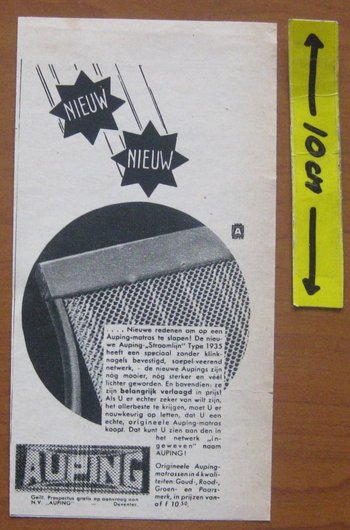 NIEUW
NIEUW
10cm
A
.... Nieuwe redenen om op een
Auping-matras te slapen! De nieu-
we Auping-„Stroomlijn" Type 1935
heeft een speciaal zonder klink-
nagels bevestigd, soepel-veerend
netwerk, - de nieuwe Aupings zijn
nóg mooier, nóg sterker en véél
lichter geworden. En bovendien: ze
zijn belangrijk verlaagd in prijs!
Als U er echter zeker van wilt zijn,
het allerbeste te krijgen, moet U er
nauwkeurig op letten, dat U een
echte, origineele Auping-matras
koopt. Dat kunt U zien aan den in
het netwerk „in-
geweven" naam
AUPING!
Origineele Auping-
matrassen in 4 kwali-
teiten: Goud-, Rood-,
Groen- en Paars-
merk, in prijzen van-
af f 10.50.
AUPING
Geïll. Prospectus gratis op aanvraag aan
N.V. „AUPING" Deventer.